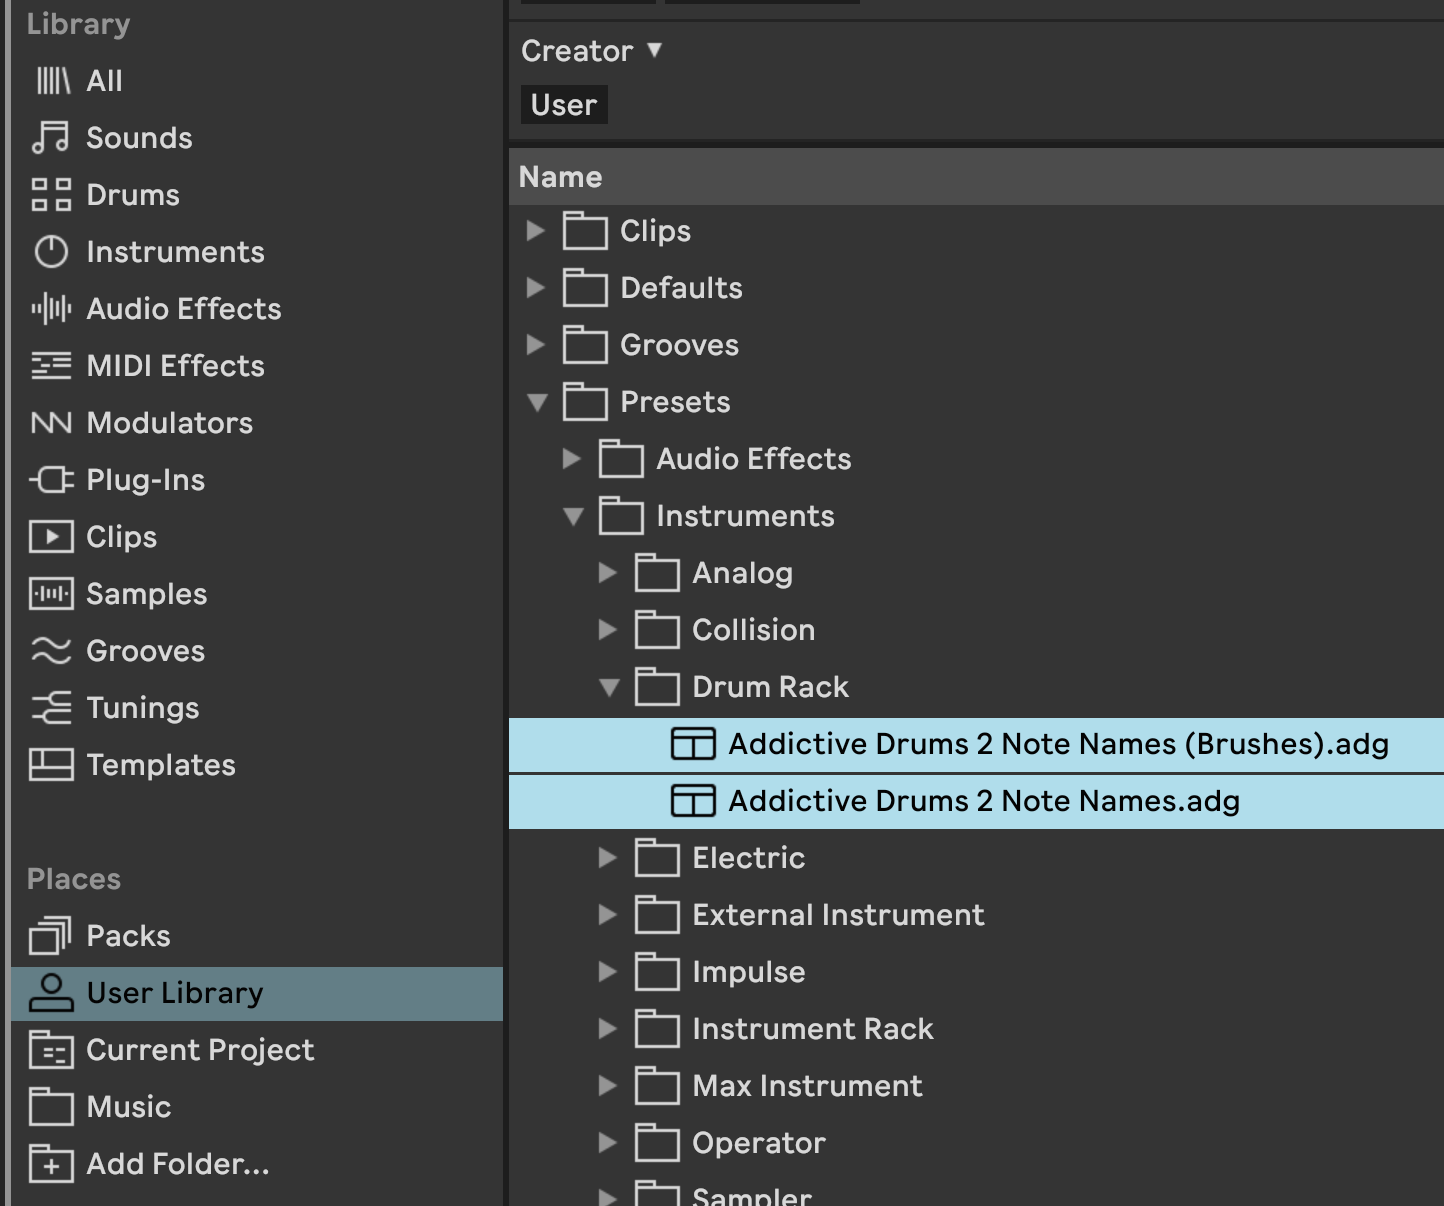 Library
All
Sounds
Drums
Instruments
Audio Effects
MIDI Effects
Modulators
Plug-Ins
Clips
Samples
Grooves
Tunings
Templates
Places
Packs
User Library
Current Project
Music
Add Folder...
Creator
User
Name
Clips
Defaults
Grooves
Presets
Audio Effects
Instruments
Analog
Collision
Drum Rack
Addictive Drums 2 Note Names (Brushes).adg
Addictive Drums 2 Note Names.adg
Electric
External Instrument
Impulse
Instrument Rack
Max Instrument
Operator
Sampler